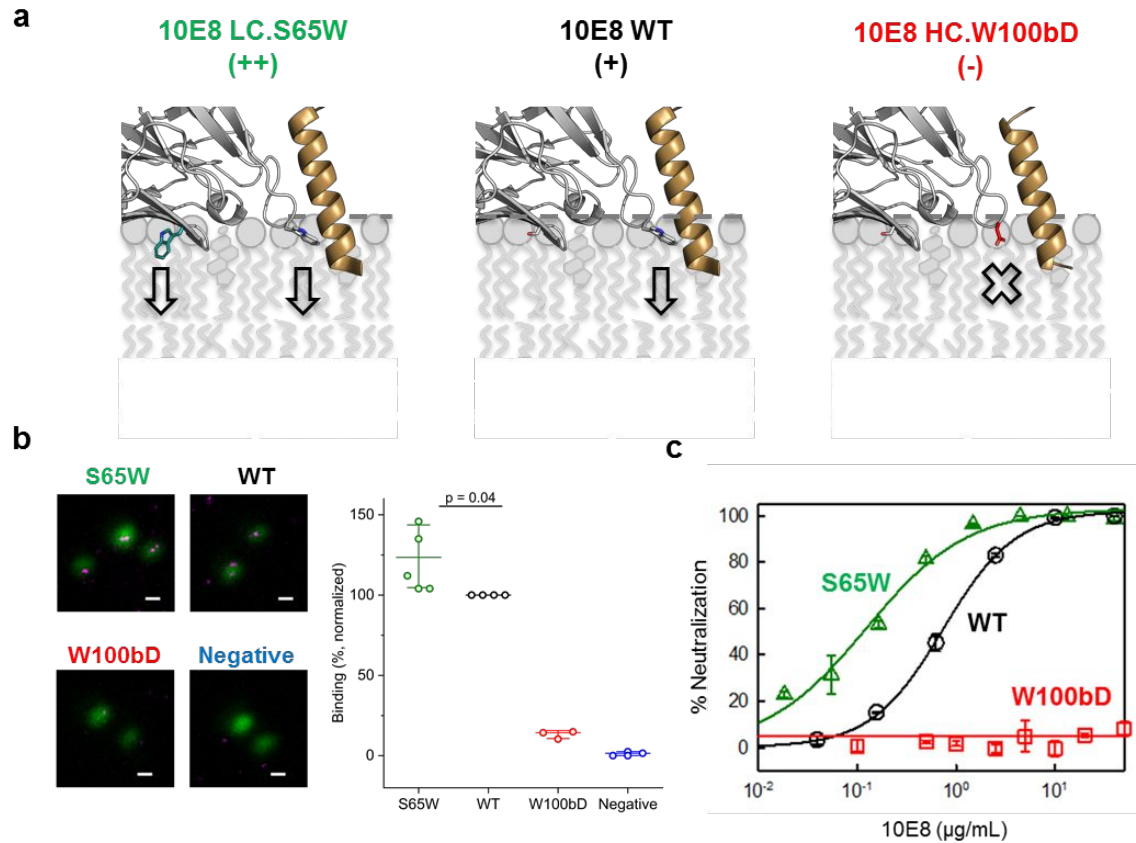 a
10E8 LC.S65W
(++)
10E8 WT
(+)
10E8 HC.W100bD
(-)
b
S65W
WT
W100bD
Negative
Binding (%, normalized)
150
100
50
0
p = 0.04
S65W
WT
W100bD
Negative
c
% Neutralization
100
80
60
40
20
0
S65W
WT
W100bD
10⁻²
10⁻¹
10⁰
10¹
10E8 (µg/mL)